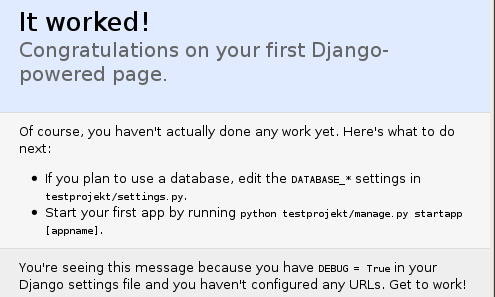 It worked!
Congratulations on your first Django-
powered page.
Of course, you haven't actually done any work yet. Here's what to do
next:
• If you plan to use a database, edit the DATABASE_* settings in
testprojekt/settings.py.
• Start your first app by running python testprojekt/manage.py startapp
[appname].
You're seeing this message because you have DEBUG = True in your
Django settings file and you haven't configured any URLs. Get to work!